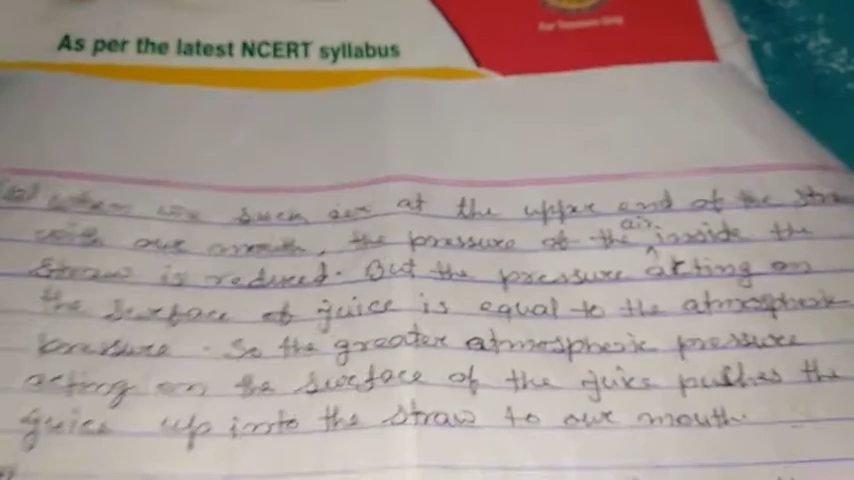 As per the latest NCERT syllabus
For Teachers Only
(b) When we suck air at the upper end of the straw
with our mouth, the pressure of the air inside the
straw is reduced. But the pressure acting on
the surface of juice is equal to the atmospheric
pressure. So the greater atmospheric pressure
acting on the surface of the juice pushes the
juice up into the straw to our mouth.